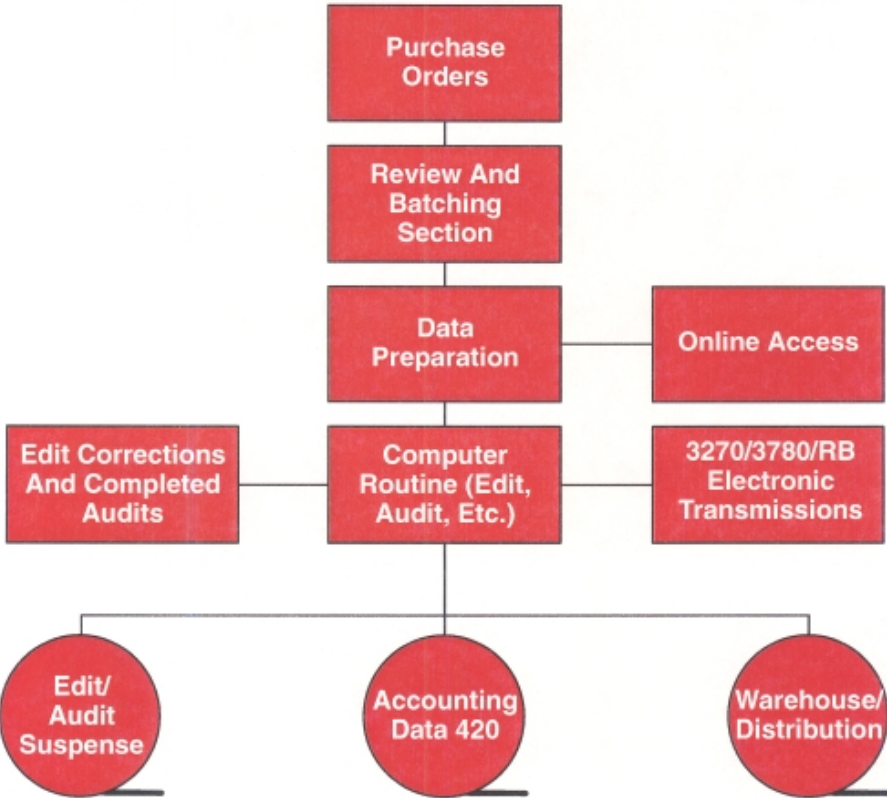 Purchase
Orders
Review And
Batching
Section
Data
Preparation
Online Access
Edit Corrections
And Completed
Audits
Computer
Routine (Edit,
Audit, Etc.)
3270/3780/RB
Electronic
Transmissions
Edit/
Audit
Suspense
Accounting
Data 420
Warehouse/
Distribution